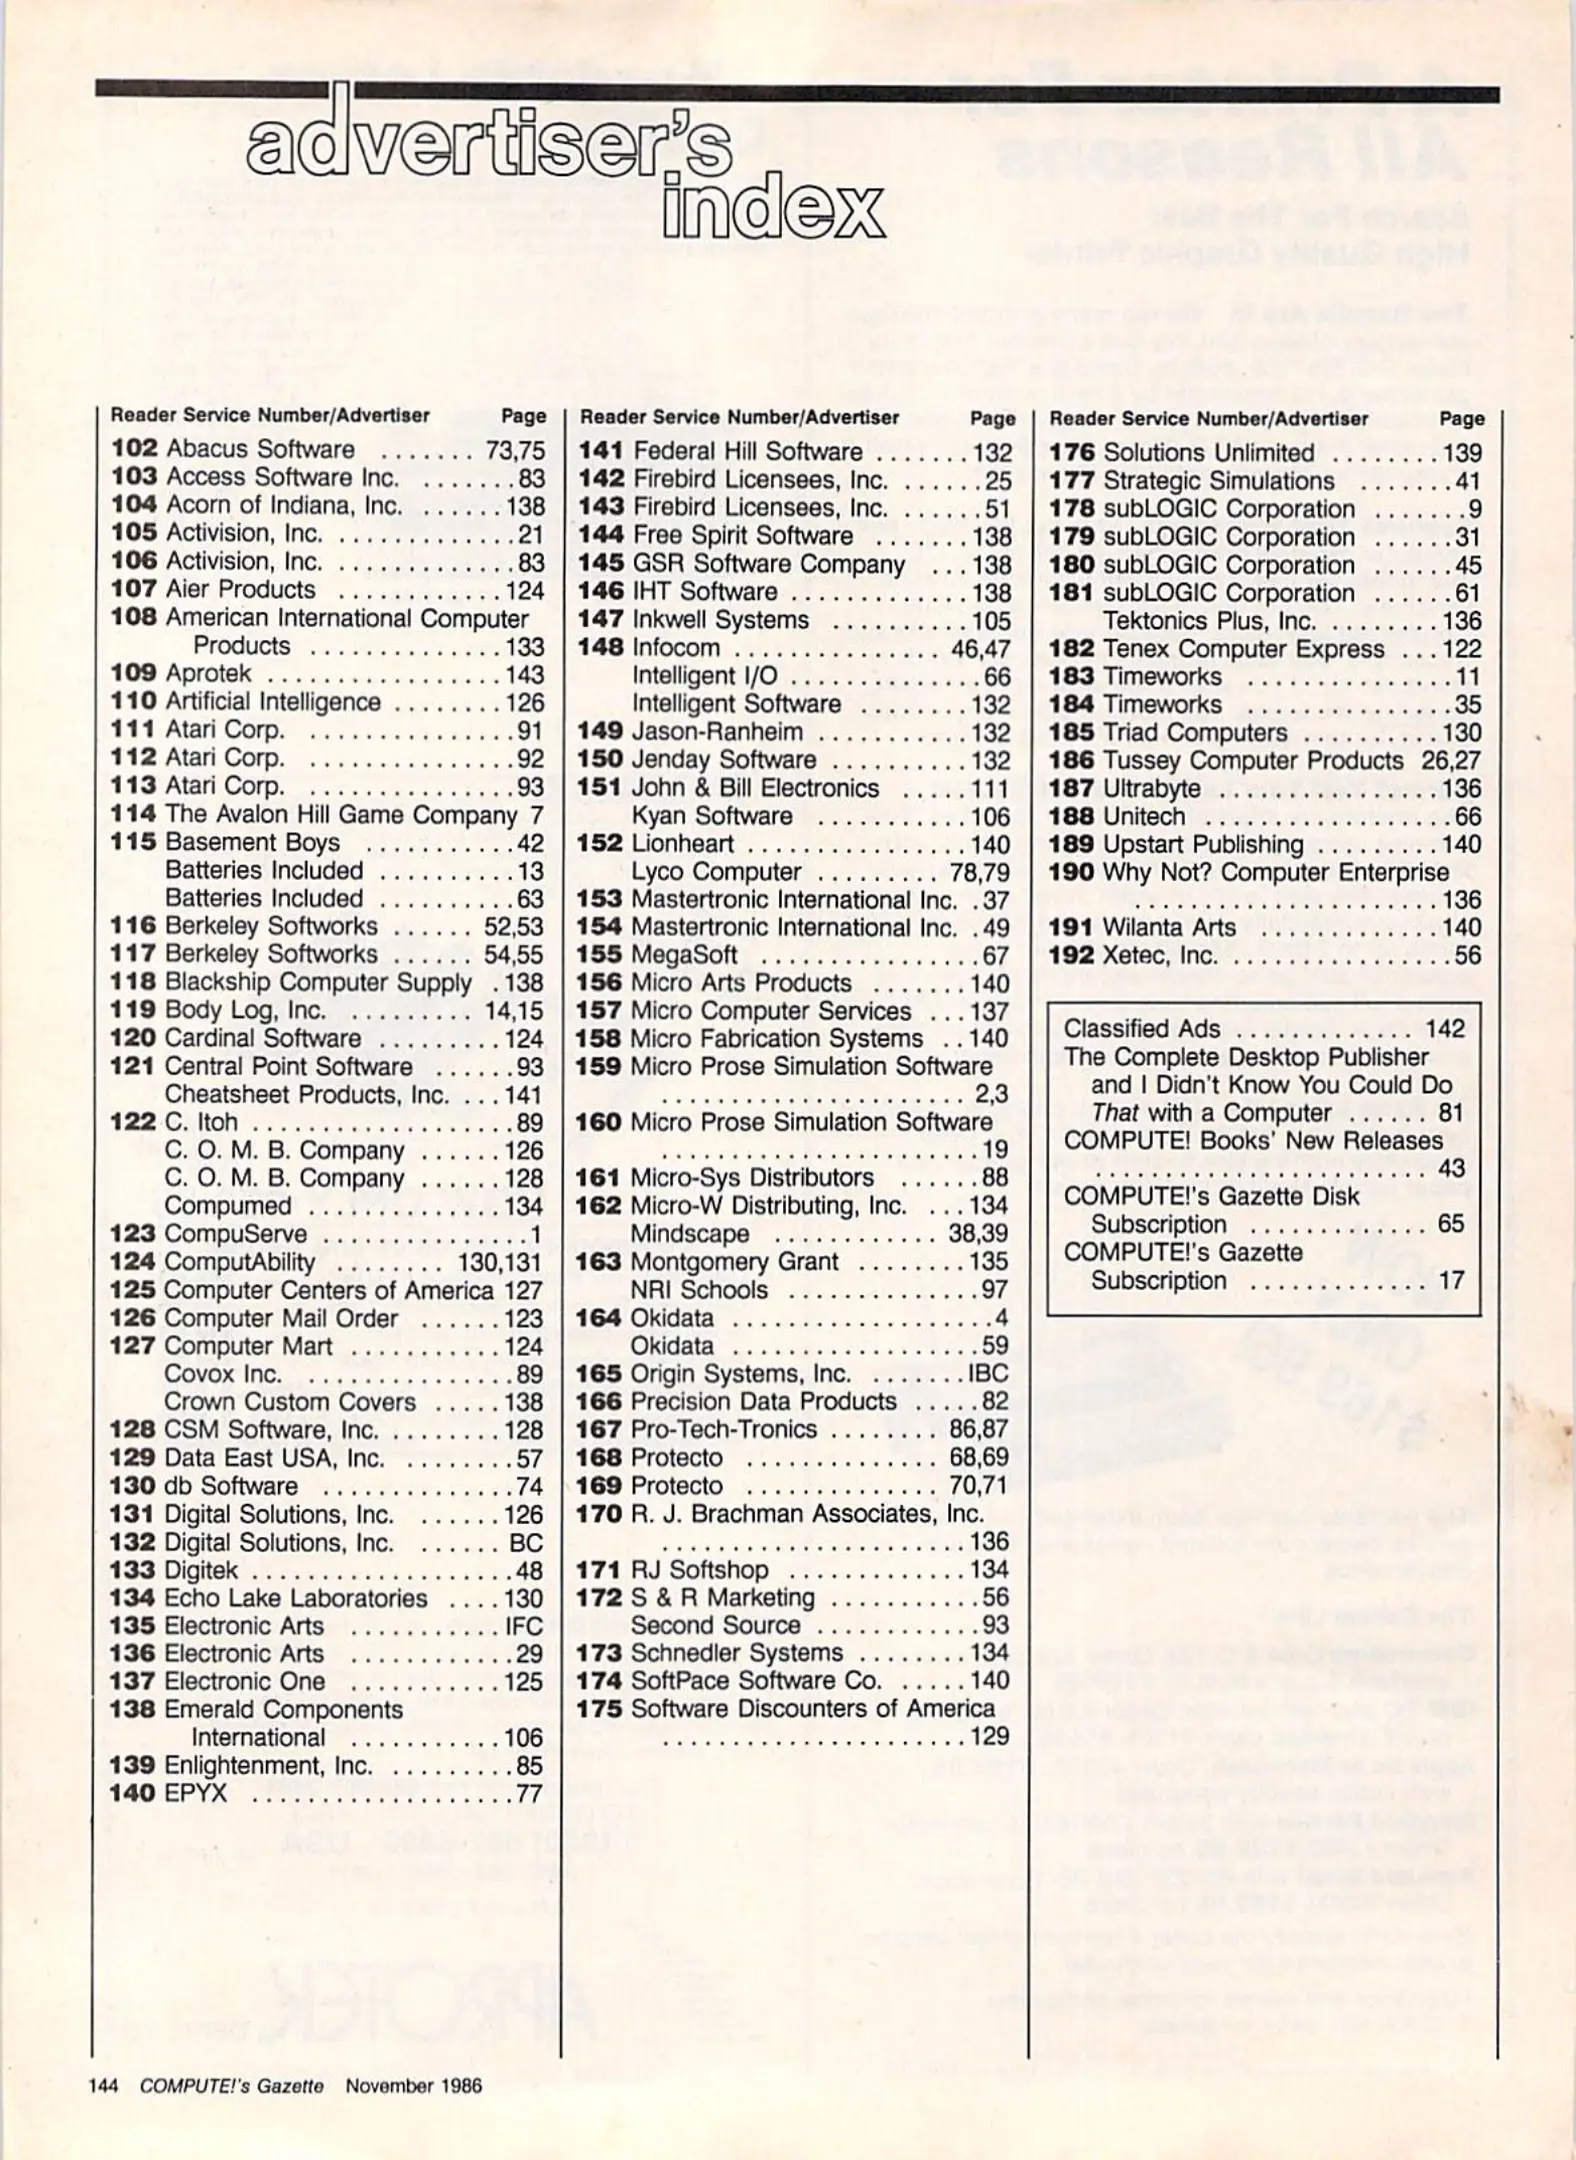 advertiser's
index
Reader Service Number/Advertiser Page
102 Abacus Software ....... 73,75
103 Access Software Inc. ....... 83
104 Acorn of Indiana, Inc. ...... 138
105 Activision, Inc. ............. 21
106 Activision, Inc. ............. 83
107 Aier Products ............ 124
108 American International Computer
Products .............. 133
109 Aprotek ................. 143
110 Artificial Intelligence ........ 126
111 Atari Corp. ............... 91
112 Atari Corp. ............... 92
113 Atari Corp. ............... 93
114 The Avalon Hill Game Company 7
115 Basement Boys ........... 42
Batteries Included .......... 13
Batteries Included .......... 63
116 Berkeley Softworks ...... 52,53
117 Berkeley Softworks ...... 54,55
118 Blackship Computer Supply . 138
119 Body Log, Inc. ......... 14,15
120 Cardinal Software ......... 124
121 Central Point Software ...... 93
Cheatsheet Products, Inc. ... 141
122 C. Itoh ................... 89
C. O. M. B. Company ...... 126
C. O. M. B. Company ...... 128
Compumed .............. 134
123 CompuServe ............... 1
124 ComputAbility ........ 130,131
125 Computer Centers of America 127
126 Computer Mail Order ...... 123
127 Computer Mart ........... 124
Covox Inc. ............... 89
Crown Custom Covers ..... 138
128 CSM Software, Inc. ......... 128
129 Data East USA, Inc. ........ 57
130 db Software .............. 74
131 Digital Solutions, Inc. ...... 126
132 Digital Solutions, Inc. ...... BC
133 Digitek ................... 48
134 Echo Lake Laboratories .... 130
135 Electronic Arts ........... IFC
136 Electronic Arts ............ 29
137 Electronic One ........... 125
138 Emerald Components
International ........... 106
139 Enlightenment, Inc. ......... 85
140 EPYX ................... 77
Reader Service Number/Advertiser Page
141 Federal Hill Software ....... 132
142 Firebird Licensees, Inc. ...... 25
143 Firebird Licensees, Inc. ...... 51
144 Free Spirit Software ....... 138
145 GSR Software Company ... 138
146 IHT Software ............. 138
147 Inkwell Systems .......... 105
148 Infocom ............... 46,47
Intelligent I/O .............. 66
Intelligent Software ........ 132
149 Jason-Ranheim ........... 132
150 Jenday Software .......... 132
151 John & Bill Electronics ..... 111
Kyan Software ........... 106
152 Lionheart ................ 140
Lyco Computer ......... 78,79
153 Mastertronic International Inc. . 37
154 Mastertronic International Inc. . 49
155 MegaSoft ................ 67
156 Micro Arts Products ....... 140
157 Micro Computer Services ... 137
158 Micro Fabrication Systems .. 140
159 Micro Prose Simulation Software
...................... 2,3
160 Micro Prose Simulation Software
....................... 19
161 Micro-Sys Distributors ...... 88
162 Micro-W Distributing, Inc. ... 134
Mindscape ............ 38,39
163 Montgomery Grant ........ 135
NRI Schools .............. 97
164 Okidata ................... 4
Okidata .................. 59
165 Origin Systems, Inc. ....... IBC
166 Precision Data Products ..... 82
167 Pro-Tech-Tronics ........ 86,87
168 Protecto .............. 68,69
169 Protecto .............. 70,71
170 R. J. Brachman Associates, Inc.
...................... 136
171 RJ Softshop ............. 134
172 S & R Marketing ........... 56
Second Source ............ 93
173 Schnedler Systems ........ 134
174 SoftPace Software Co. ..... 140
175 Software Discounters of America
...................... 129
Reader Service Number/Advertiser Page
176 Solutions Unlimited ........ 139
177 Strategic Simulations ....... 41
178 subLOGIC Corporation ....... 9
179 subLOGIC Corporation ...... 31
180 subLOGIC Corporation ...... 45
181 subLOGIC Corporation ...... 61
Tektonics Plus, Inc. ........ 136
182 Tenex Computer Express ... 122
183 Timeworks ............... 11
184 Timeworks ............... 35
185 Triad Computers .......... 130
186 Tussey Computer Products 26,27
187 Ultrabyte ................ 136
188 Unitech .................. 66
189 Upstart Publishing ......... 140
190 Why Not? Computer Enterprise
...................... 136
191 Wilanta Arts ............. 140
192 Xetec, Inc. ................ 56
Classified Ads ............. 142
The Complete Desktop Publisher
and I Didn't Know You Could Do
That with a Computer ...... 81
COMPUTE! Books' New Releases
........................ 43
COMPUTE!'s Gazette Disk
Subscription ............. 65
COMPUTE!'s Gazette
Subscription ............. 17
144 COMPUTE!'s Gazette November 1986